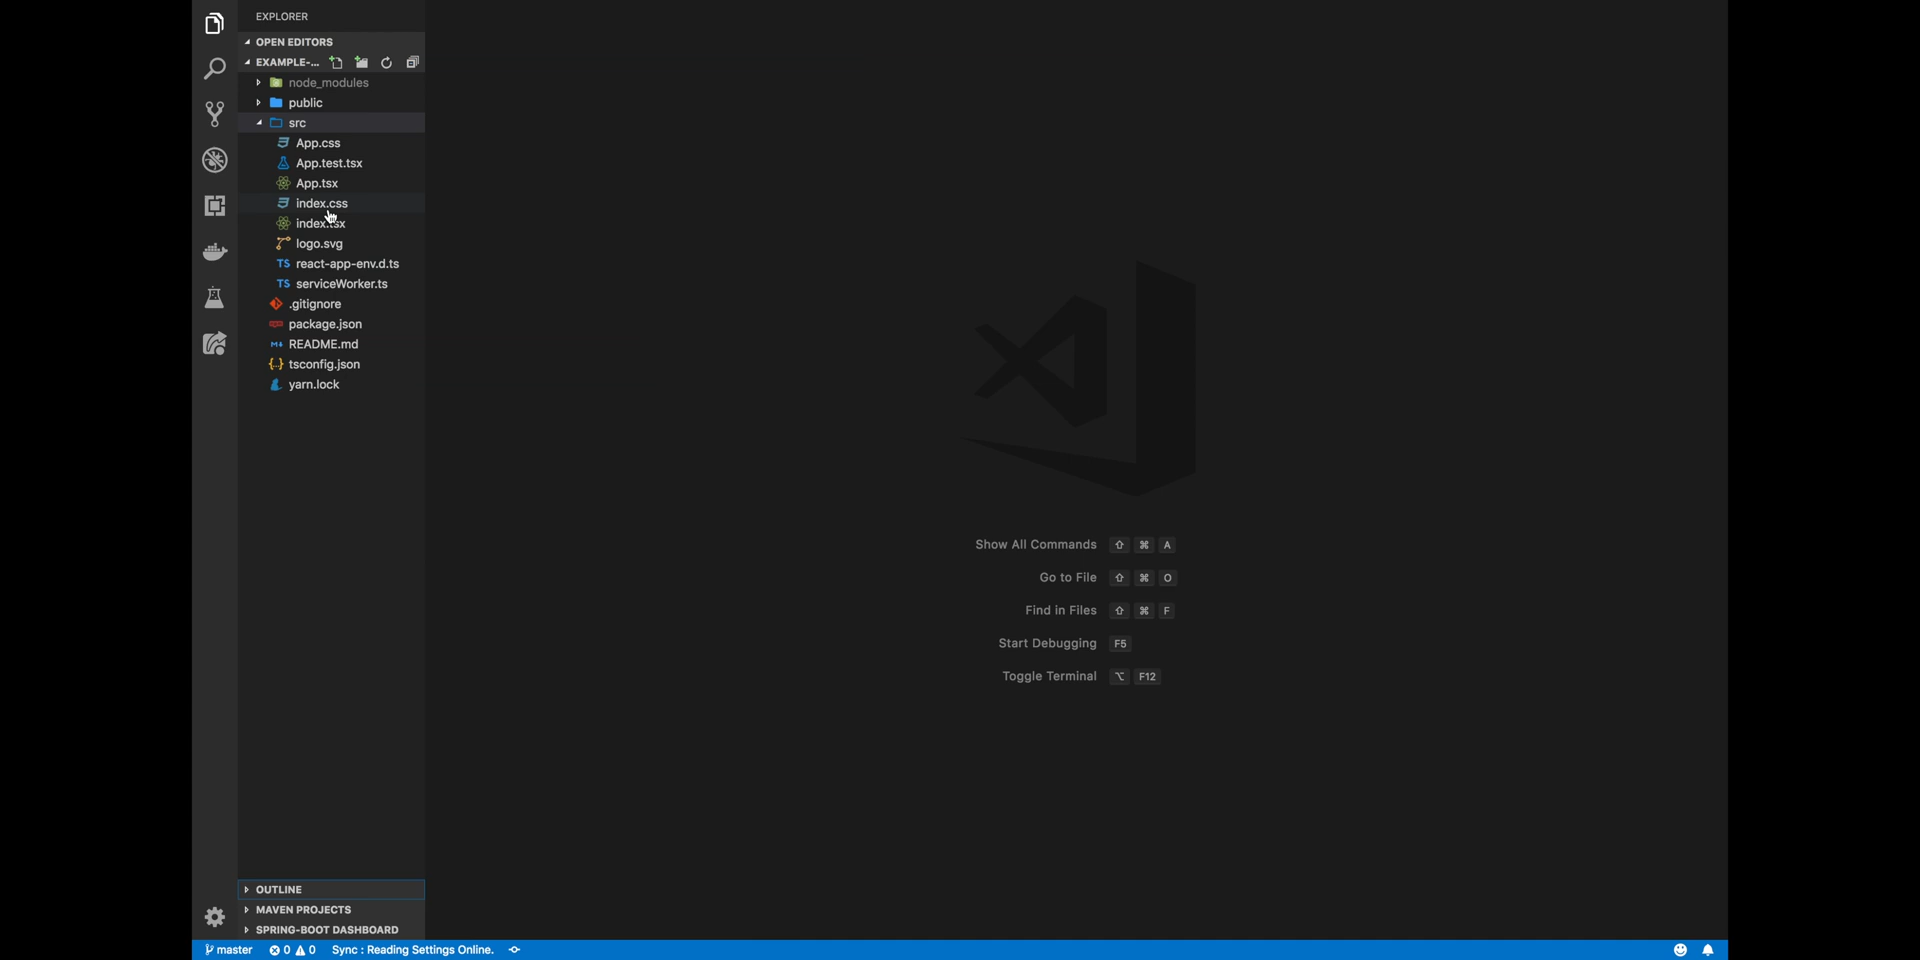 EXPLORER
OPEN EDITORS
EXAMPLE-...
node_modules
public
src
App.css
App.test.tsx
App.tsx
index.css
index.tsx
logo.svg
TS react-app-env.d.ts
TS serviceWorker.ts
.gitignore
package.json
README.md
{..} tsconfig.json
yarn.lock
Show All Commands ⇧ ⌘ A
Go to File ⇧ ⌘ O
Find in Files ⇧ ⌘ F
Start Debugging F5
Toggle Terminal ⌥ F12
OUTLINE
MAVEN PROJECTS
SPRING-BOOT DASHBOARD
master 0 0 Sync : Reading Settings Online.